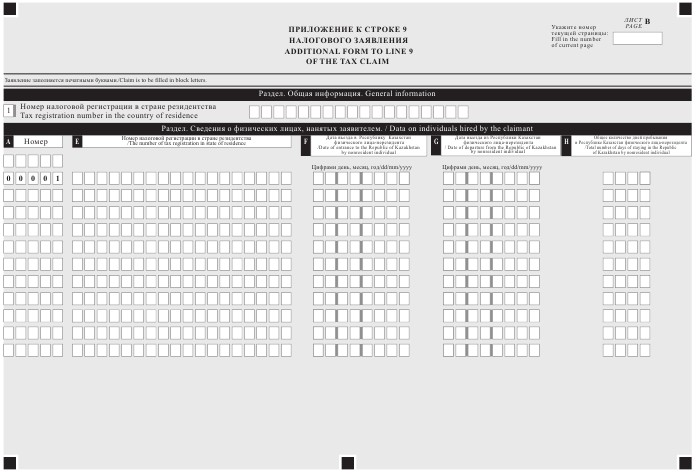 ПРИЛОЖЕНИЕ К СТРОКЕ 9
НАЛОГОВОГО ЗАЯВЛЕНИЯ
ADDITIONAL FORM TO LINE 9
OF THE TAX CLAIM
Укажите номер
текущей страницы:
Fill in the number
of current page
ЛИСТ B
PAGE
Заявление заполняется печатными буквами/Claim is to be filled in block letters.
Раздел. Общая информация. General information
1 Номер налоговой регистрации в стране резидентства
Tax registration number in the country of residence
Раздел. Сведения о физических лицах, нанятых заявителем. / Data on individuals hired by the claimant
A Номер
E Номер налоговой регистрации в стране резидентства
/The number of tax registration in state of residence
F Дата въезда в Республику Казахстан
физического лица-нерезидента
/Date of entrance to the Republic of Kazakhstan
by nonresident individual
G Дата выезда из Республики Казахстан
физического лица-нерезидента
/ Date of departure from the Republic of Kazakhstan
by nonresident individual
H Общее количество дней пребывания
в Республике Казахстан физического лица-нерезидента
/Total number of days of staying in the Republic
of Kazakhstan by nonresident individual
Цифрами день, месяц, год/dd/mm/yyyy
Цифрами день, месяц, год/dd/mm/yyyy
0 0 0 0 1